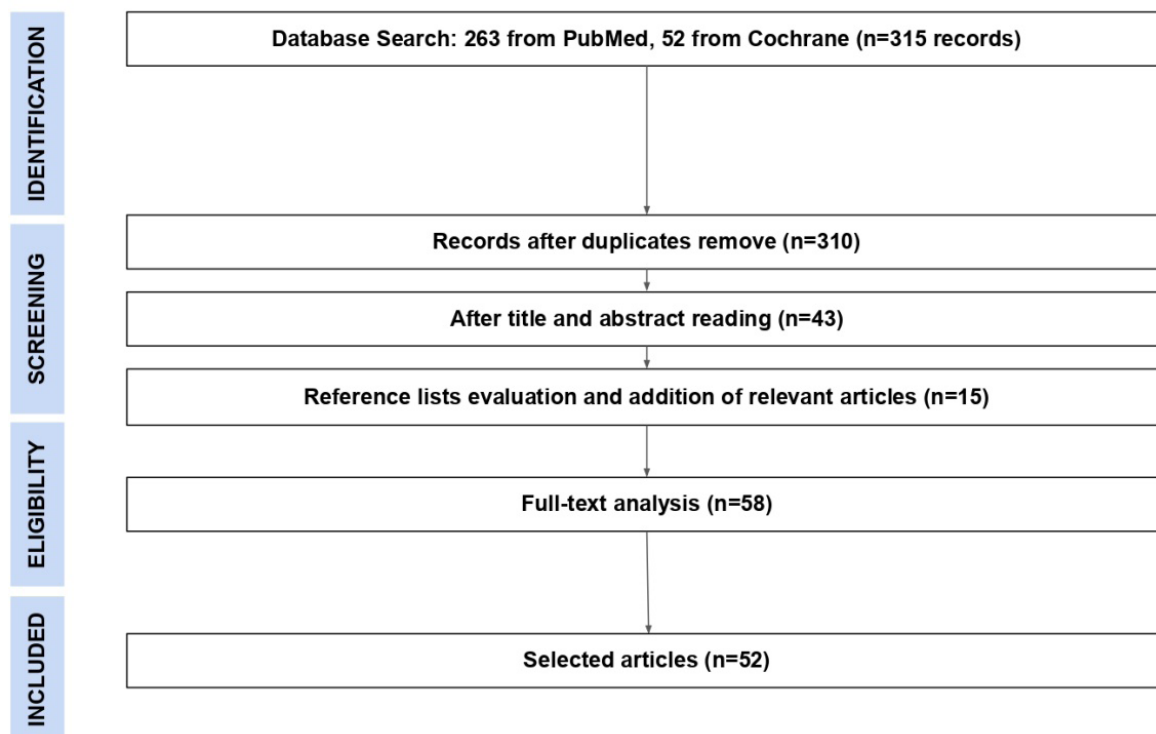 IDENTIFICATION
Database Search: 263 from PubMed, 52 from Cochrane (n=315 records)
SCREENING
Records after duplicates remove (n=310)
After title and abstract reading (n=43)
Reference lists evaluation and addition of relevant articles (n=15)
ELIGIBILITY
Full-text analysis (n=58)
INCLUDED
Selected articles (n=52)